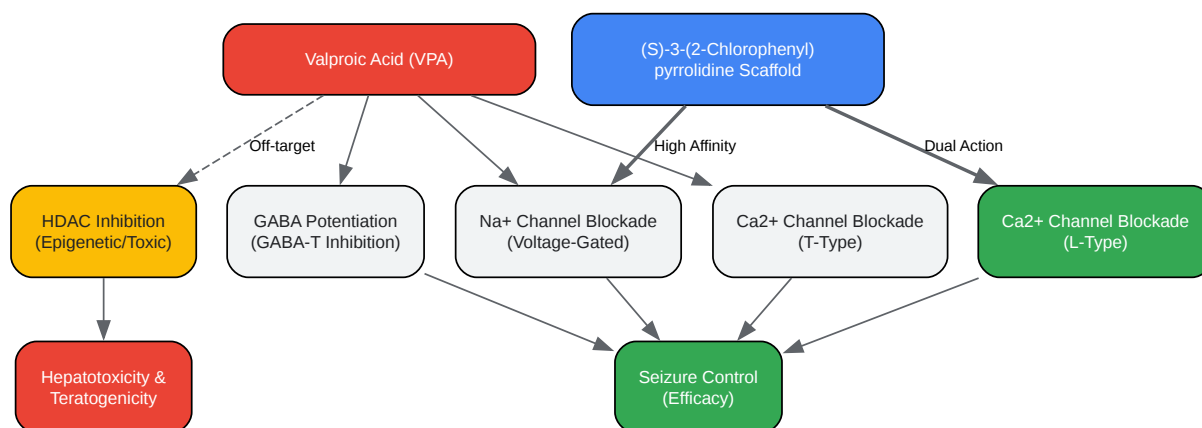 Valproic Acid (VPA)
(S)-3-(2-Chlorophenyl)
pyrrolidine Scaffold
Off-target
High Affinity
Dual Action
HDAC Inhibition
(Epigenetic/Toxic)
GABA Potentiation
(GABA-T Inhibition)
Na+ Channel Blockade
(Voltage-Gated)
Ca2+ Channel Blockade
(T-Type)
Ca2+ Channel Blockade
(L-Type)
Hepatotoxicity &
Teratogenicity
Seizure Control
(Efficacy)